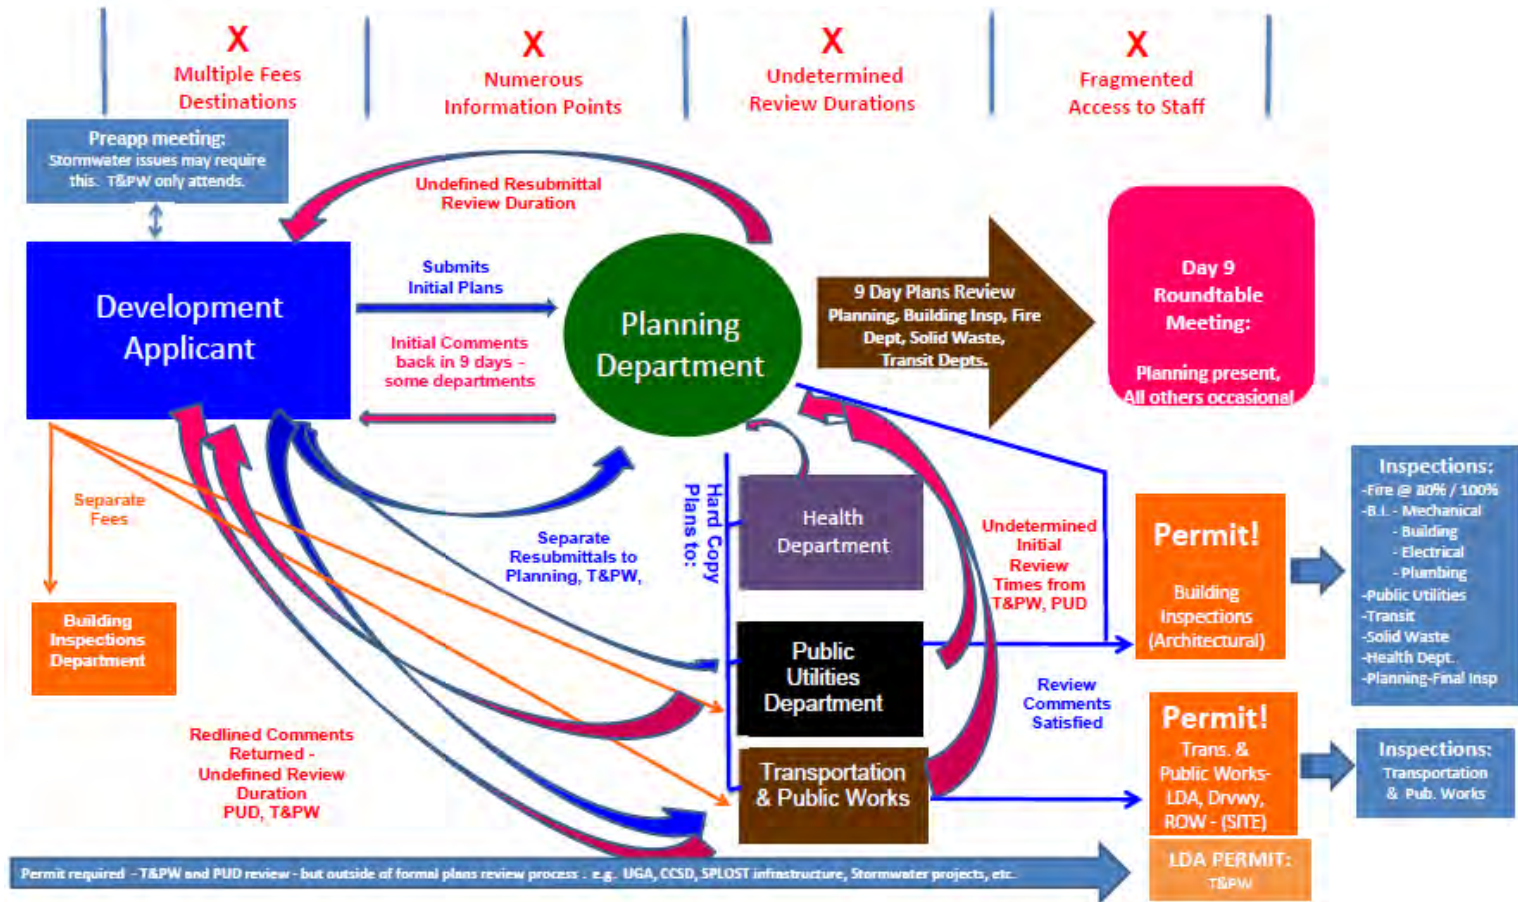 X
Multiple Fees
Destinations
X
Numerous
Information Points
X
Undetermined
Review Durations
X
Fragmented
Access to Staff
Preapp meeting:
Stormwater issues may require
this. T&PW only attends.
Undefined Resubmittal
Review Duration
Development
Applicant
Submits
Initial Plans
Initial Comments
back in 9 days -
some departments
Planning
Department
9 Day Plans Review
Planning, Building Insp, Fire
Dept, Solid Waste,
Transit Depts.
Day 9
Roundtable
Meeting:
Planning present,
All others occasional
Separate
Fees
Building
Inspections
Department
Separate
Resubmittals to
Planning, T&PW,
Hard Copy
Plans to:
Health
Department
Public
Utilities
Department
Transportation
& Public Works
Undetermined
Initial
Review
Times from
T&PW, PUD
Review
Comments
Satisfied
Redlined Comments
Returned -
Undefined Review
Duration
PUD, T&PW
Permit!
Building
Inspections
(Architectural)
Inspections:
-Fire @ 80% / 100%
-B.I. - Mechanical
- Building
- Electrical
- Plumbing
-Public Utilities
-Transit
-Solid Waste
-Health Dept.
-Planning-Final Insp
Permit!
Trans. &
Public Works-
LDA, Drvwy,
ROW - (SITE)
Inspections:
Transportation
& Pub. Works
LDA PERMIT:
T&PW
Permit required - T&PW and PUD review - but outside of formal plans review process . e.g. UGA, CCSD, SPLOST infrastructure, Stormwater projects, etc.